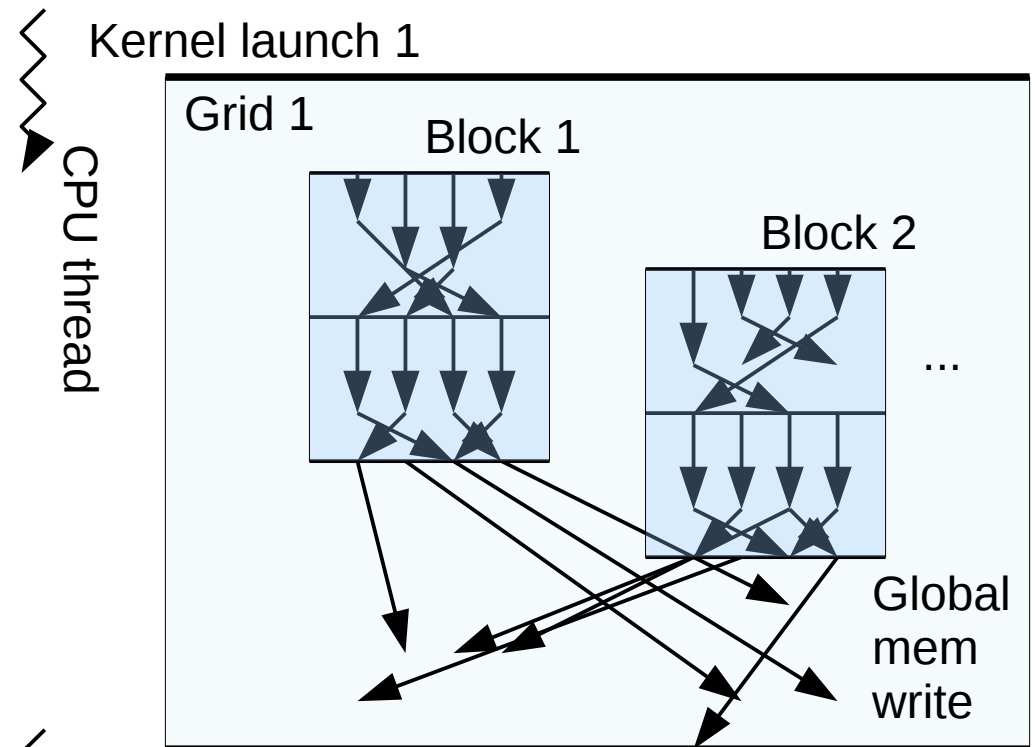 Kernel launch 1
Grid 1
Block 1
CPU thread
Block 2
...
Global
mem
write